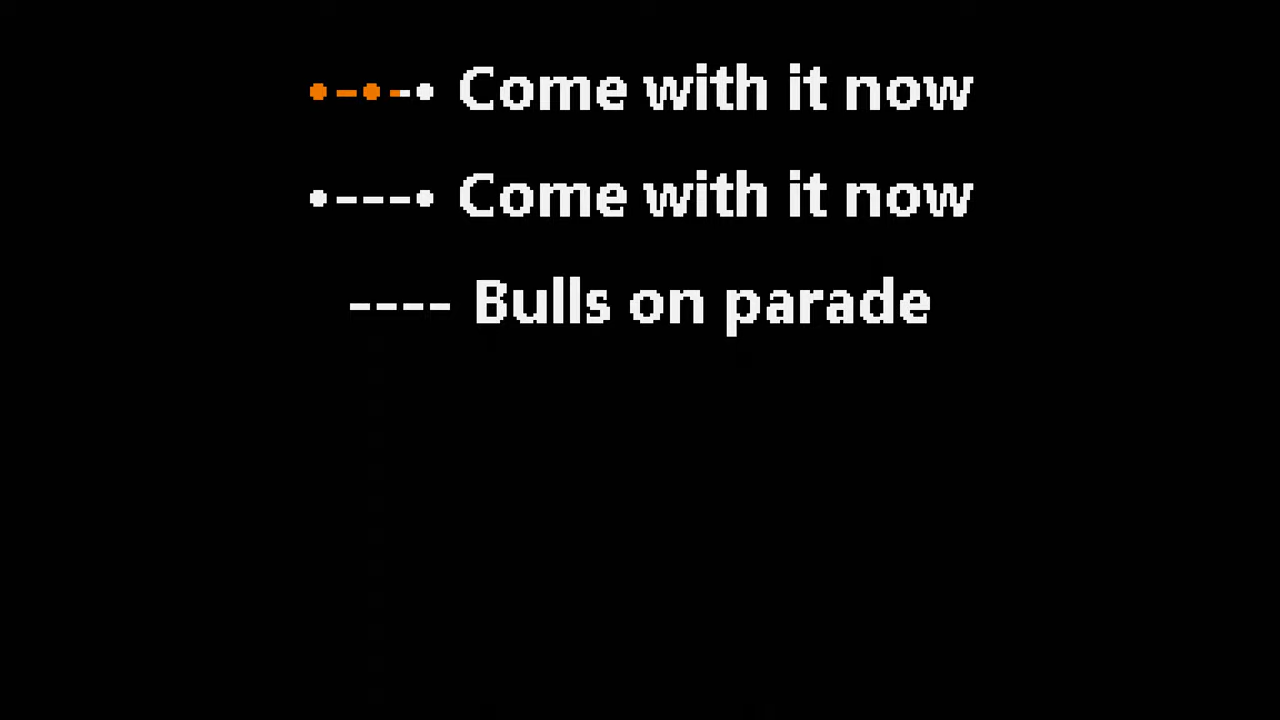 •-•-• Come with it now
•---• Come with it now
---- Bulls on parade